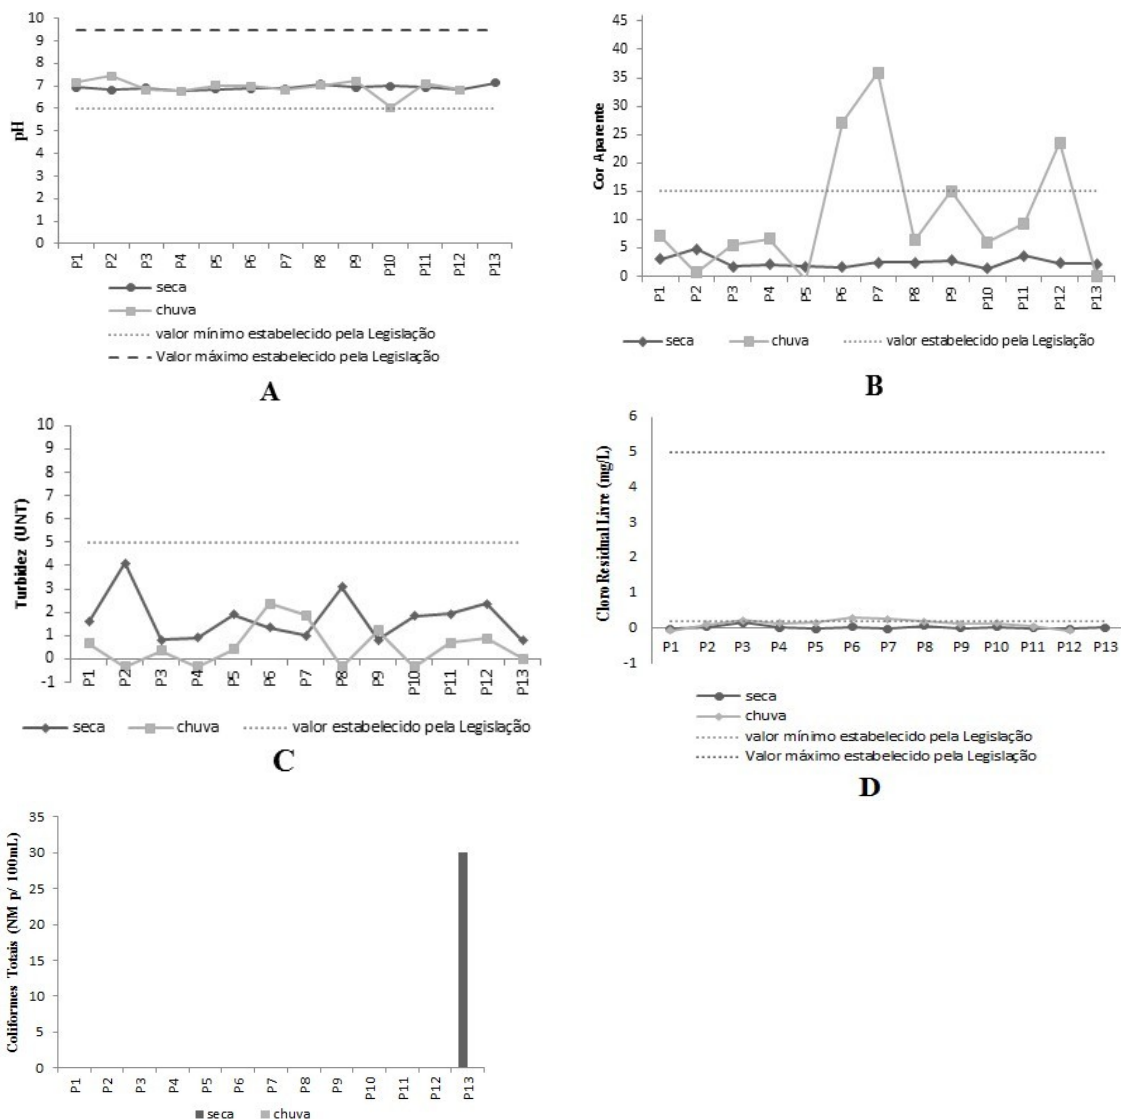 10
9
8
7
6
5
4
3
2
1
0
pH
P1 P2 P3 P4 P5 P6 P7 P8 P9 P10 P11 P12 P13
seca
chuva
valor mínimo estabelecido pela Legislação
Valor máximo estabelecido pela Legislação
A
45
40
35
30
25
20
15
10
5
0
Cor Aparente
P1 P2 P3 P4 P5 P6 P7 P8 P9 P10 P11 P12 P13
seca chuva valor estabelecido pela Legislação
B
10
9
8
7
6
5
4
3
2
1
0
-1
Turbidez (UNT)
P1 P2 P3 P4 P5 P6 P7 P8 P9 P10 P11 P12 P13
seca chuva valor estabelecido pela Legislação
C
6
5
4
3
2
1
0
-1
Cloro Residual Livre (mg/L)
P1 P2 P3 P4 P5 P6 P7 P8 P9 P10 P11 P12 P13
seca
chuva
valor mínimo estabelecido pela Legislação
Valor máximo estabelecido pela Legislação
D
35
30
25
20
15
10
5
0
Coliformes Totais (NM p/ 100mL)
P1 P2 P3 P4 P5 P6 P7 P8 P9 P10 P11 P12 P13
seca chuva